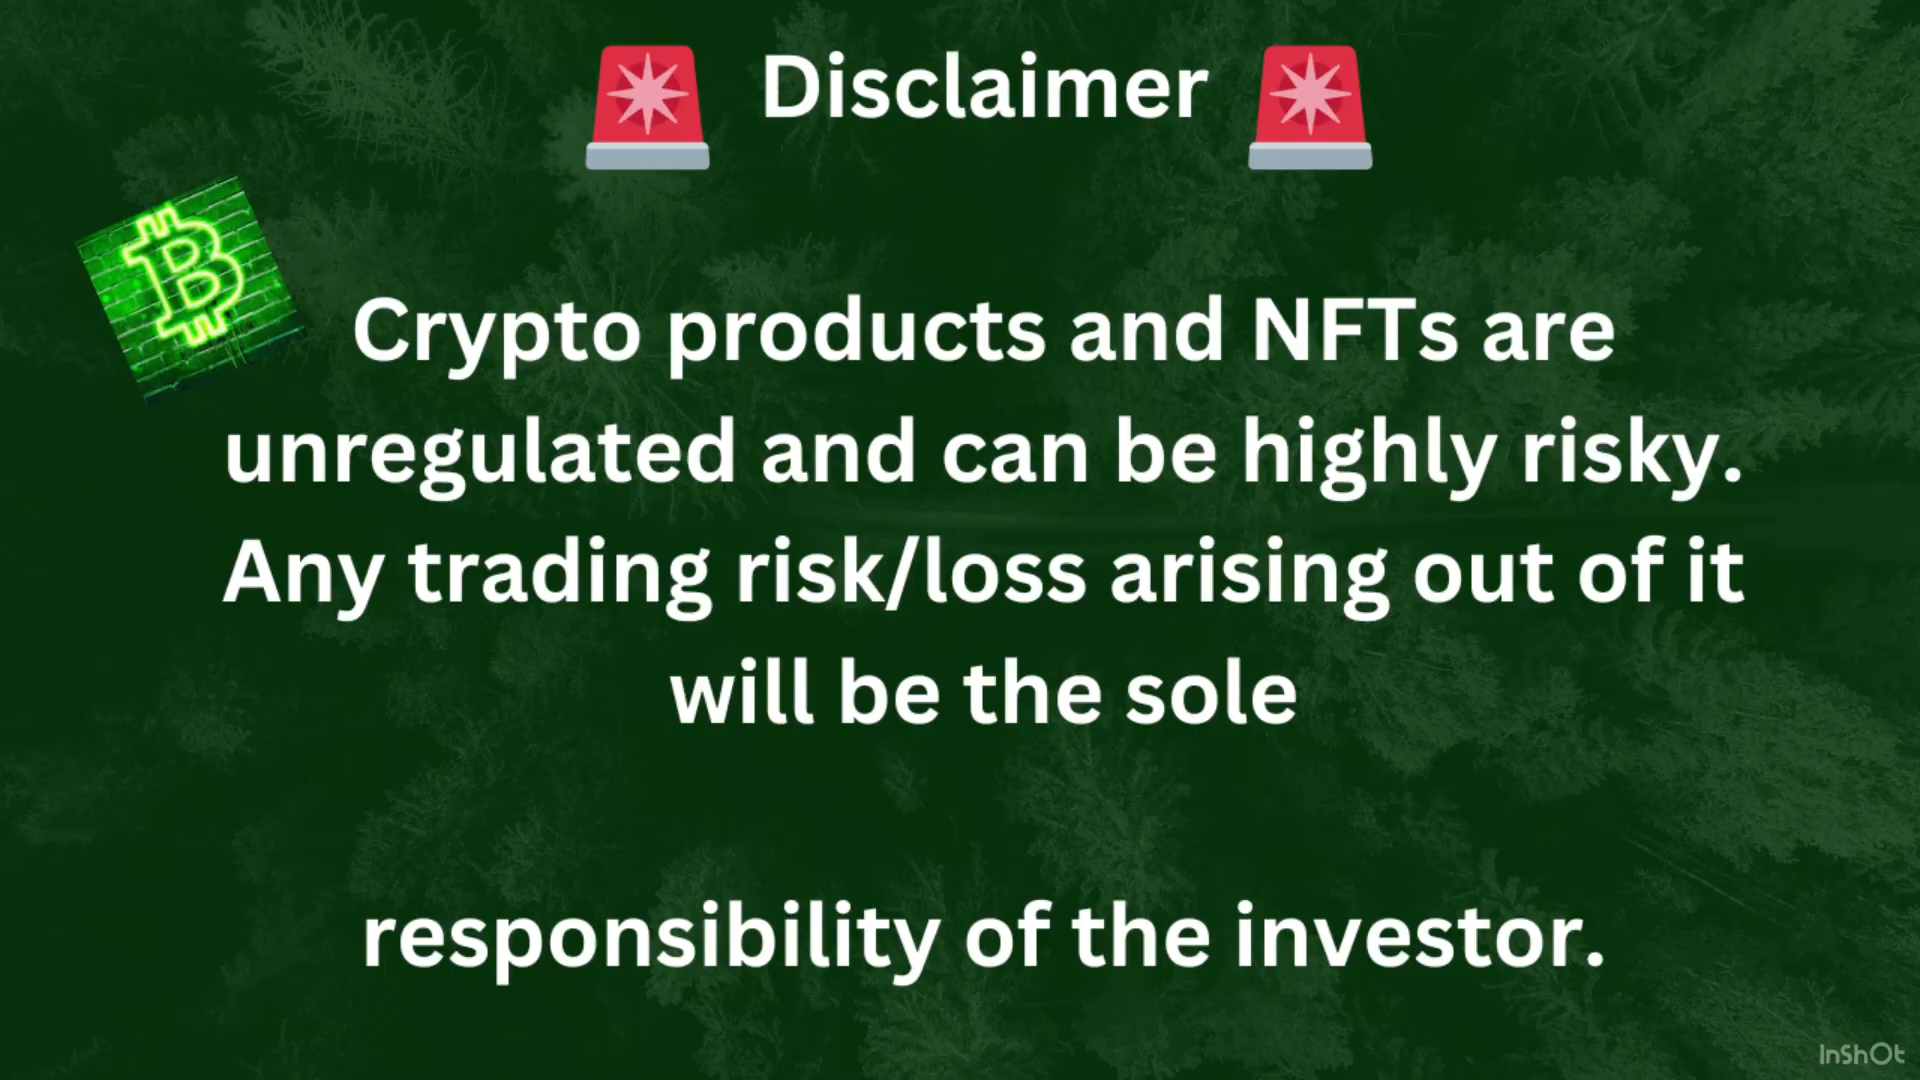 Disclaimer
Crypto products and NFTs are
unregulated and can be highly risky.
Any trading risk/loss arising out of it
will be the sole
responsibility of the investor.
InShOt